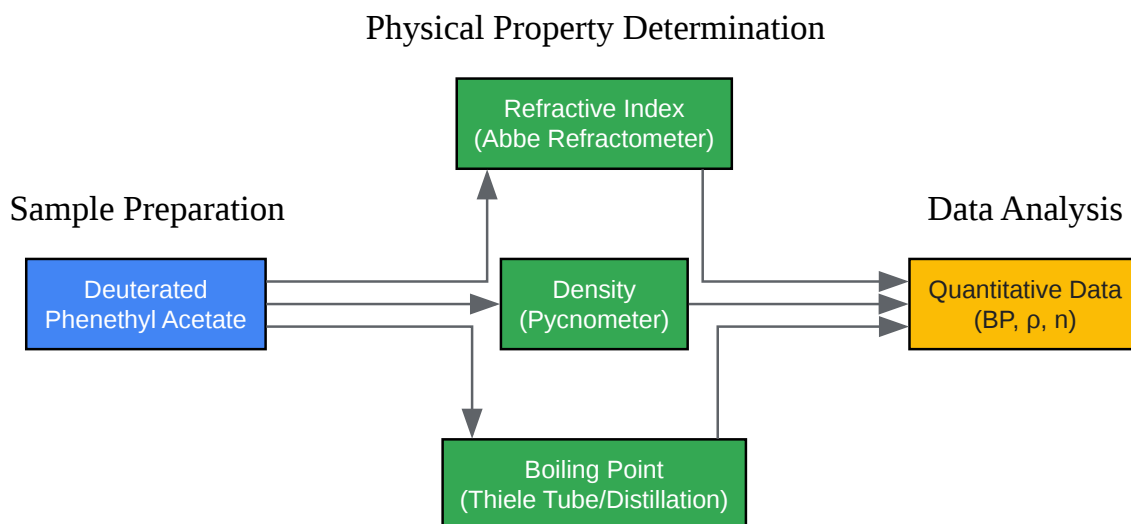 Physical Property Determination
Refractive Index
(Abbe Refractometer)
Sample Preparation
Data Analysis
Deuterated
Phenethyl Acetate
Density
(Pycnometer)
Quantitative Data
(BP, ρ, n)
Boiling Point
(Thiele Tube/Distillation)